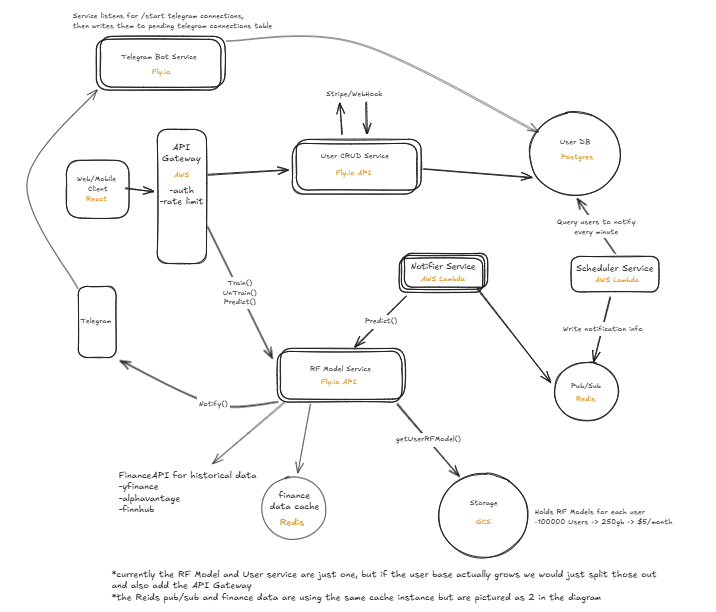 Service listens for /start telegram connections,
then writes them to pending telegram connections table
Telegram Bot Service
Fly.io
Stripe/WebHook
User DB
Postgres
API
Gateway
AWS
-auth
-rate limit
User CRUD Service
Fly.io API
Web/Mobile
Client
React
Query users to notify
every minute
Notifier Service
AWS Lambda
Scheduler Service
AWS Lambda
Train()
UnTrain()
Predict()
Telegram
Predict()
Write notification info
RF Model Service
Fly.io API
Pub/Sub
Redis
Notify()
getUserRFModel()
FinanceAPI for historical data
-yfinance
-alphavantage
-finnhub
finance
data cache
Redis
Storage
GCS
Holds RF Models for each user
-100000 Users -> 250gb -> $5/month
*currently the RF Model and User service are just one, but if the user base actually grows we would just split those out
and also add the API Gateway
*the Reids pub/sub and finance data are using the same cache instance but are pictured as 2 in the diagram